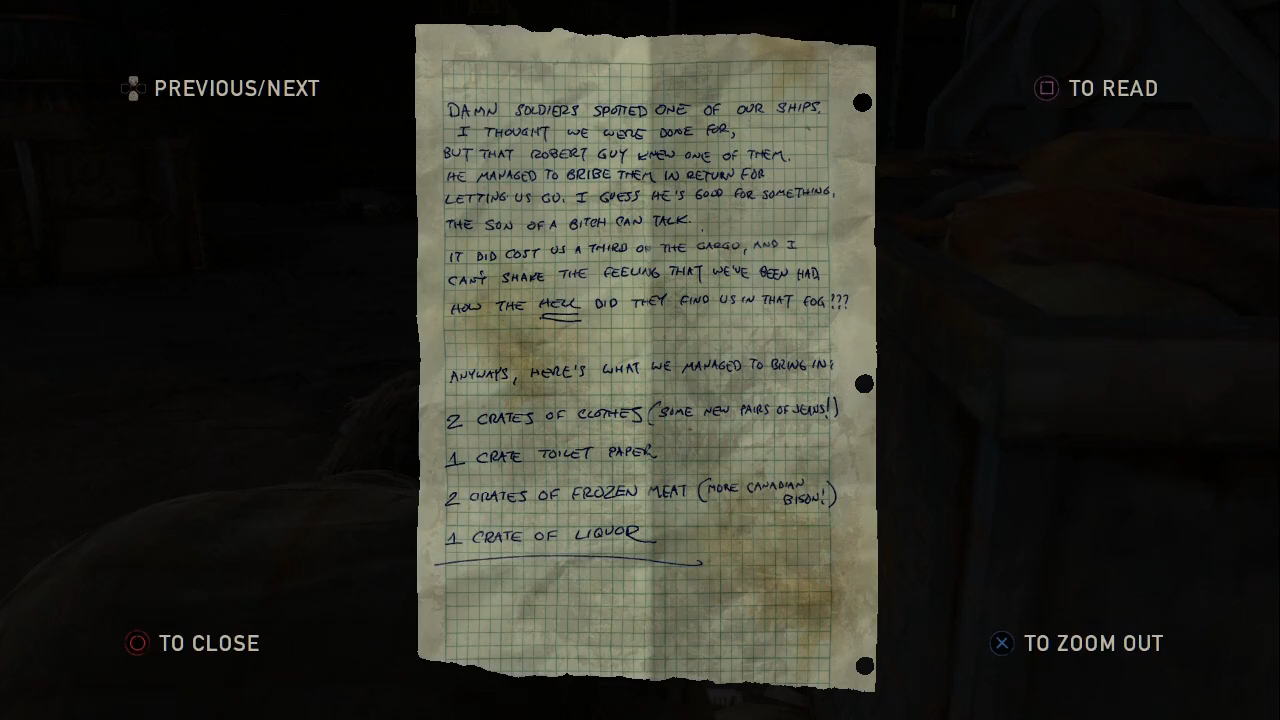 PREVIOUS/NEXT
TO READ
DAMN SOLDIERS SPOTTED ONE OF OUR SHIPS.
I THOUGHT WE WERE DONE FOR,
BUT THAT ROBERT GUY KNEW ONE OF THEM.
HE MANAGED TO BRIBE THEM IN RETURN FOR
LETTING US GO. I GUESS HE'S GOOD FOR SOMETHING,
THE SON OF A BITCH CAN TALK.
IT DID COST US A THIRD OF THE CARGO, AND I
CAN'T SHAKE THE FEELING THAT WE'VE BEEN HAD,
HOW THE HELL DID THEY FIND US IN THAT FOG???
ANYWAYS, HERE'S WHAT WE MANAGED TO BRING IN:
2 CRATES OF CLOTHES (SOME NEW PAIRS OF JEANS!)
1 CRATE TOILET PAPER
2 CRATES OF FROZEN MEAT (MORE CANADIAN
BISON!)
1 CRATE OF LIQUOR
TO CLOSE
TO ZOOM OUT